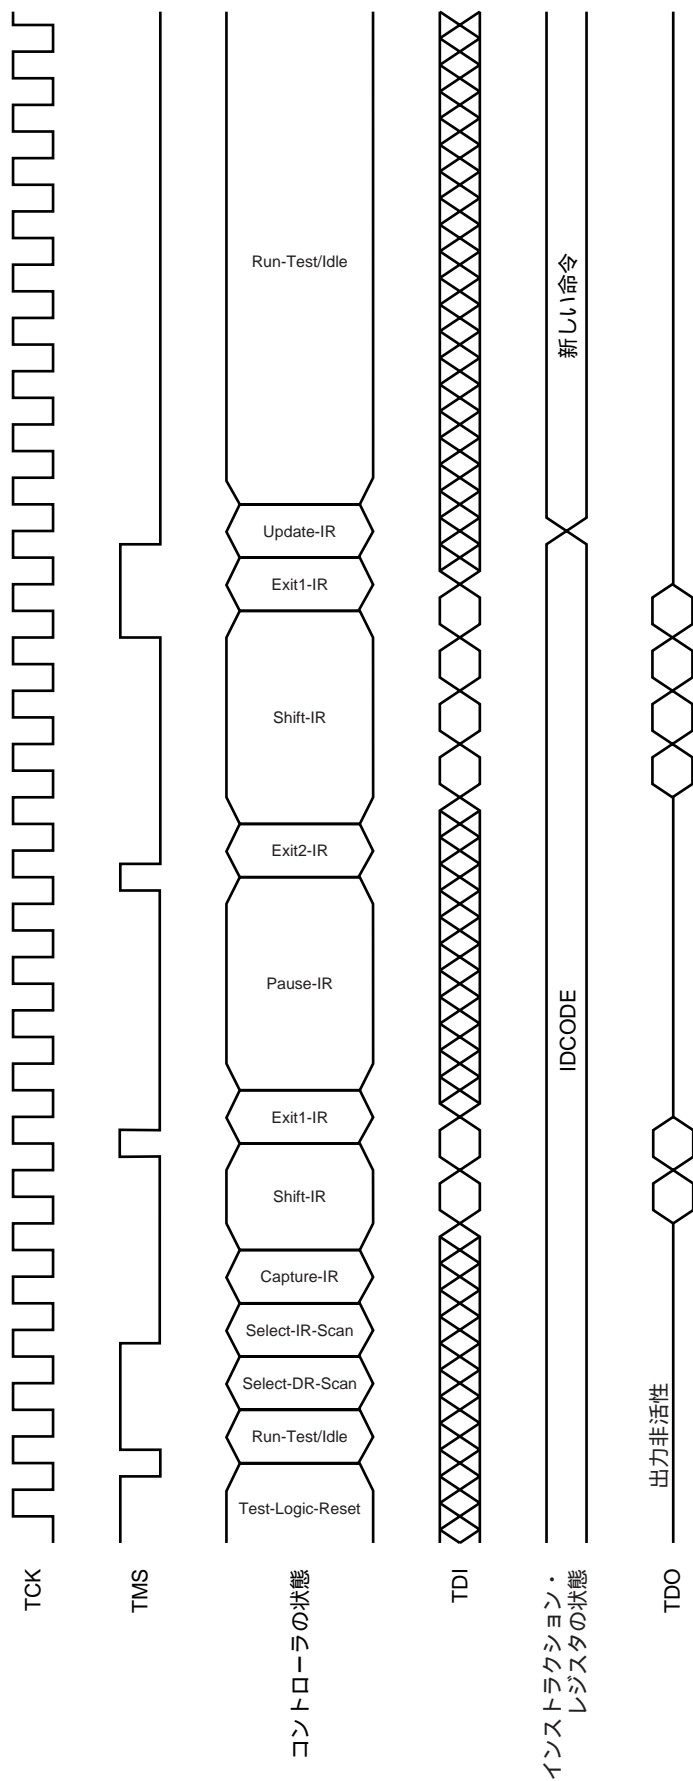 TCK
TMS
コントローラの状態
Test-Logic-Reset
Run-Test/Idle
Select-DR-Scan
Select-IR-Scan
Capture-IR
Shift-IR
Exit1-IR
Pause-IR
Exit2-IR
Shift-IR
Exit1-IR
Update-IR
Run-Test/Idle
TDI
インストラクション・
レジスタの状態
IDCODE
新しい命令
TDO
出力非活性